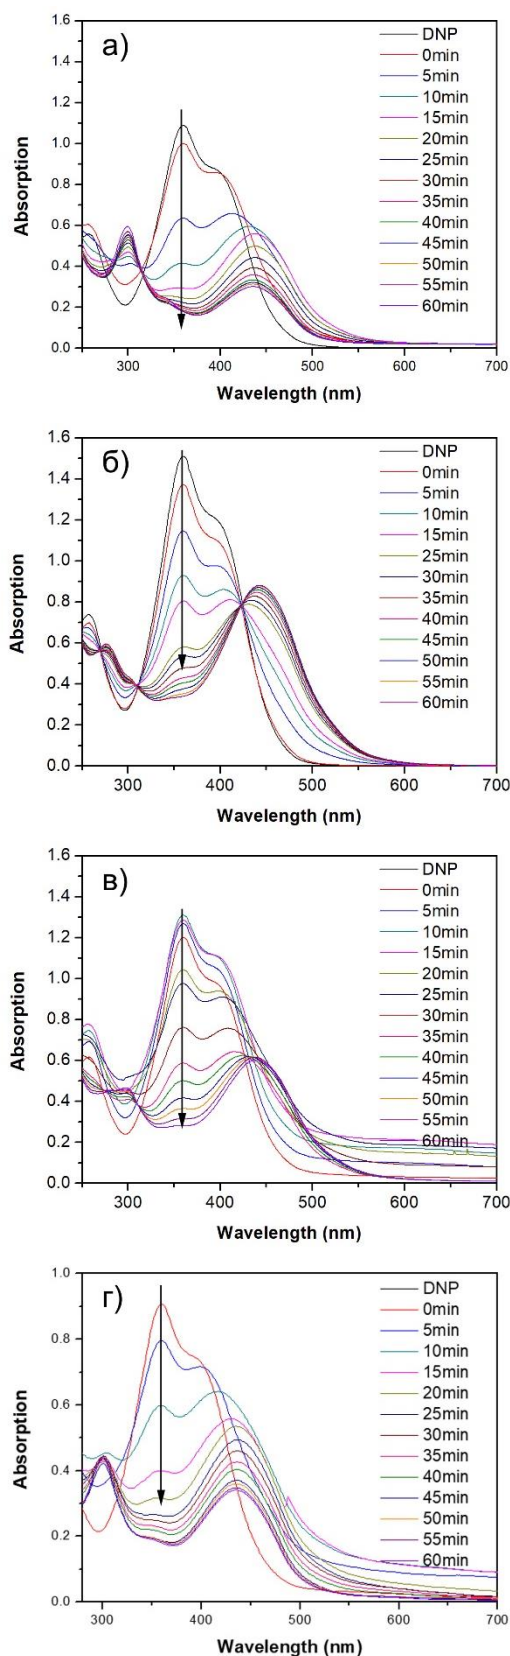 а)
DNP
0min
5min
10min
15min
20min
25min
30min
35min
40min
45min
50min
55min
60min
1.6
1.4
1.2
1.0
0.8
0.6
0.4
0.2
0.0
Absorption
300 400 500 600 700
Wavelength (nm)
б)
DNP
0min
5min
10min
15min
25min
30min
35min
40min
45min
50min
55min
60min
1.6
1.4
1.2
1.0
0.8
0.6
0.4
0.2
0.0
Absorption
300 400 500 600 700
Wavelength (nm)
в)
DNP
0min
5min
10min
15min
20min
25min
30min
35min
40min
45min
50min
55min
60min
1.6
1.4
1.2
1.0
0.8
0.6
0.4
0.2
0.0
Absorption
300 400 500 600 700
Wavelength (nm)
г)
DNP
0min
5min
10min
15min
20min
25min
30min
35min
40min
45min
50min
55min
60min
1.0
0.8
0.6
0.4
0.2
0.0
Absorption
300 400 500 600 700
Wavelength (nm)